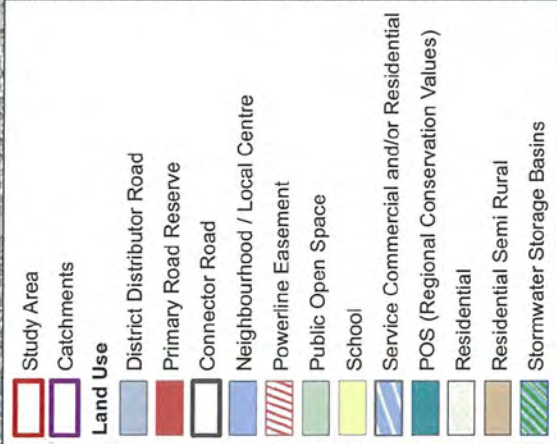 Study Area
Catchments
Land Use
District Distributor Road
Primary Road Reserve
Connector Road
Neighbourhood / Local Centre
Powerline Easement
Public Open Space
School
Service Commercial and/or Residential
POS (Regional Conservation Values)
Residential
Residential Semi Rural
Stormwater Storage Basins